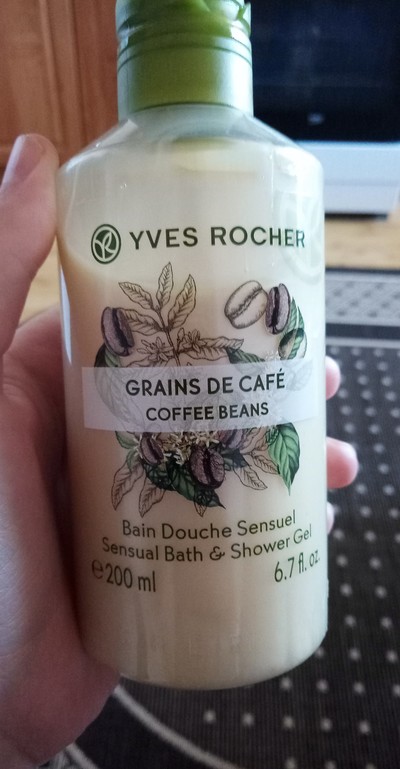 YVES ROCHER
GRAINS DE CAFÉ
COFFEE BEANS
Bain Douche Sensuel
Sensual Bath & Shower Gel
℮200 ml 6.7 fl. oz.